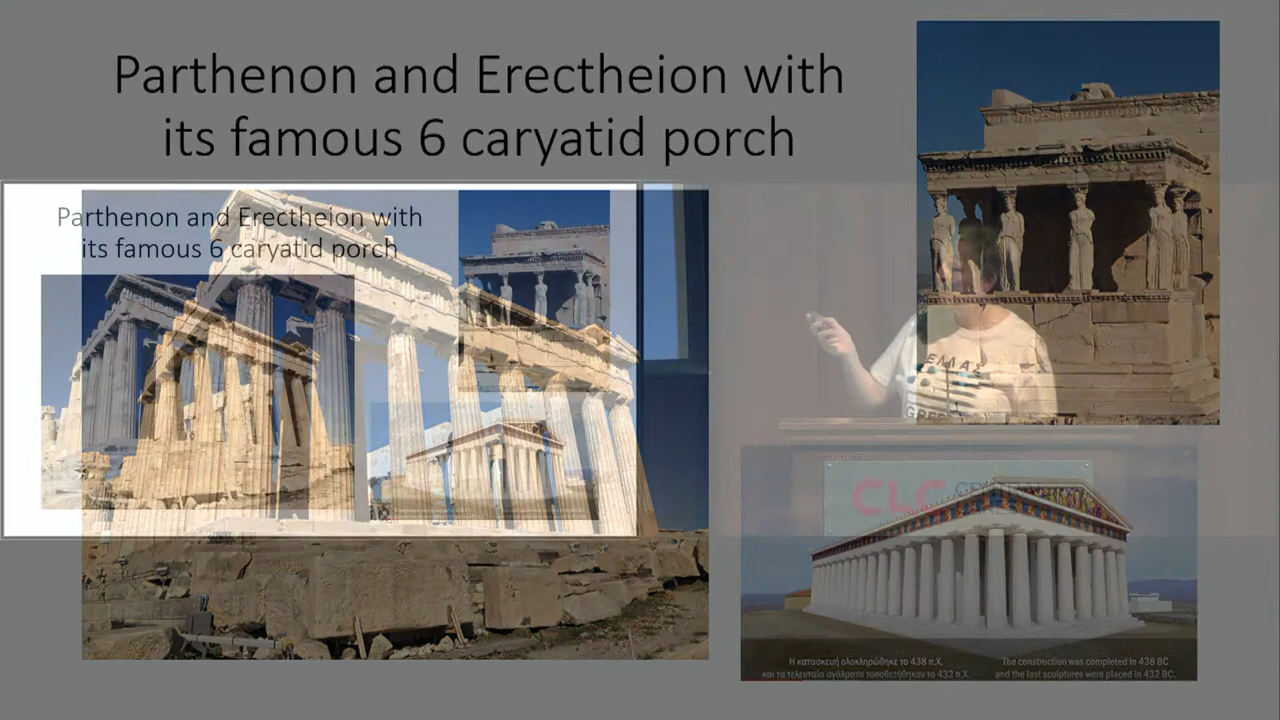 Parthenon and Erectheion with
its famous 6 caryatid porch
Parthenon and Erectheion with
its famous 6 caryatid porch
CLC
Η κατασκευή ολοκληρώθηκε το 438 π.Χ.
και τα τελευταία αγάλματα τοποθετήθηκαν το 432 π.Χ.
The construction was completed in 438 BC
and the last sculptures were placed in 432 BC.